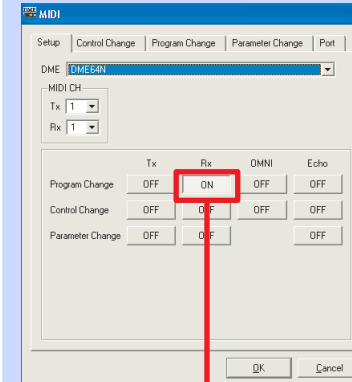 MIDI
Setup Control Change Program Change Parameter Change Port
DME DME64N
MIDI CH
Tx 1
Rx 1
Tx Rx OMNI Echo
Program Change OFF ON OFF OFF
Control Change OFF OFF OFF OFF
Parameter Change OFF OFF OFF
OK Cancel